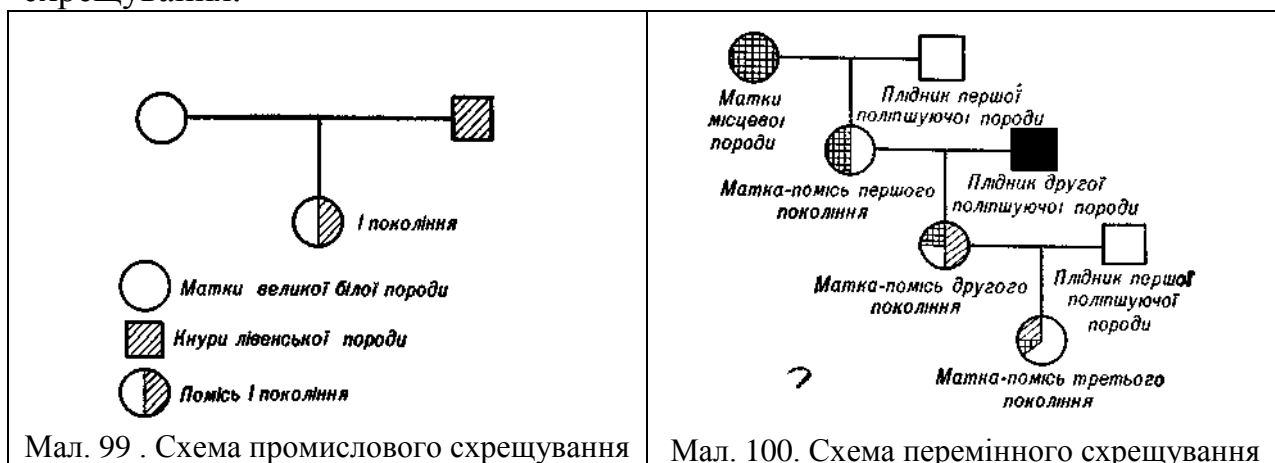 схрещування.
І покоління
Матки великої білої породи
Кнури лівенської породи
Помісь І покоління
Мал. 99 . Схема промислового схрещування
Матки
місцевої
породи
Плідник першої
поліпшуючої породи
Матка-помісь першого
покоління
Плідник другої
поліпшуючої породи
Матка-помісь другого
покоління
Плідник першої
поліпшуючої
породи
Матка-помісь третього
покоління
Мал. 100. Схема перемінного схрещування